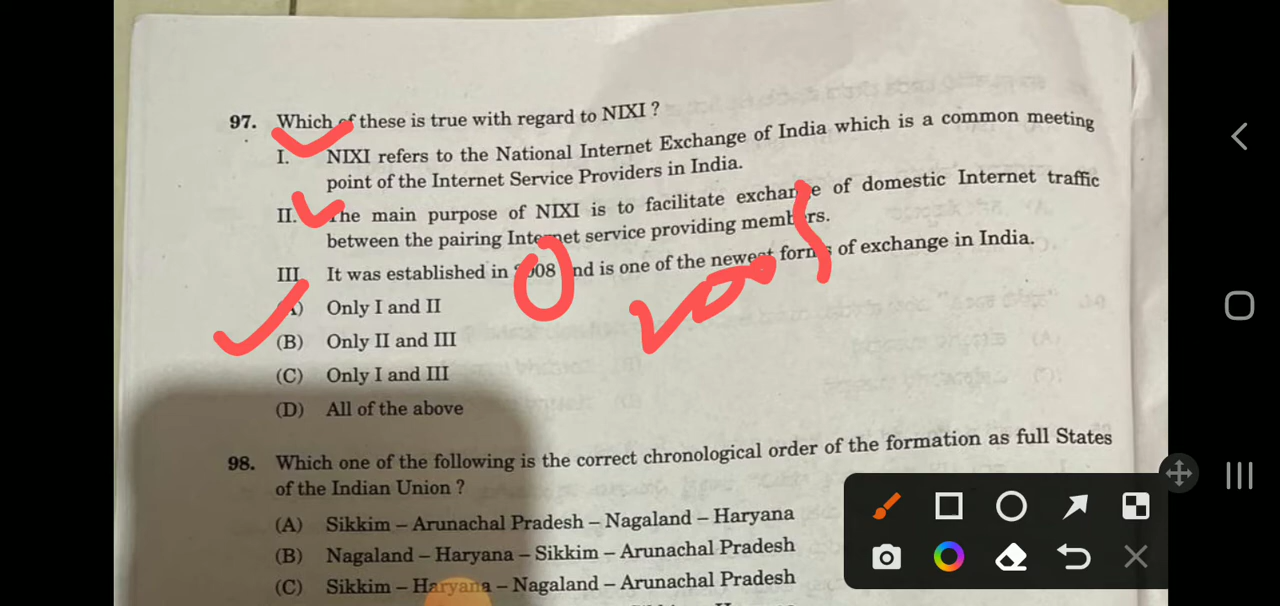 97. Which of these is true with regard to NIXI ?
I. NIXI refers to the National Internet Exchange of India which is a common meeting
point of the Internet Service Providers in India.
II. The main purpose of NIXI is to facilitate exchange of domestic Internet traffic
between the pairing Internet service providing members.
III. It was established in 2008 and is one of the newest forms of exchange in India.
(A) Only I and II
(B) Only II and III
(C) Only I and III
(D) All of the above
98. Which one of the following is the correct chronological order of the formation as full States
of the Indian Union ?
(A) Sikkim – Arunachal Pradesh – Nagaland – Haryana
(B) Nagaland – Haryana – Sikkim – Arunachal Pradesh
(C) Sikkim – Haryana – Nagaland – Arunachal Pradesh